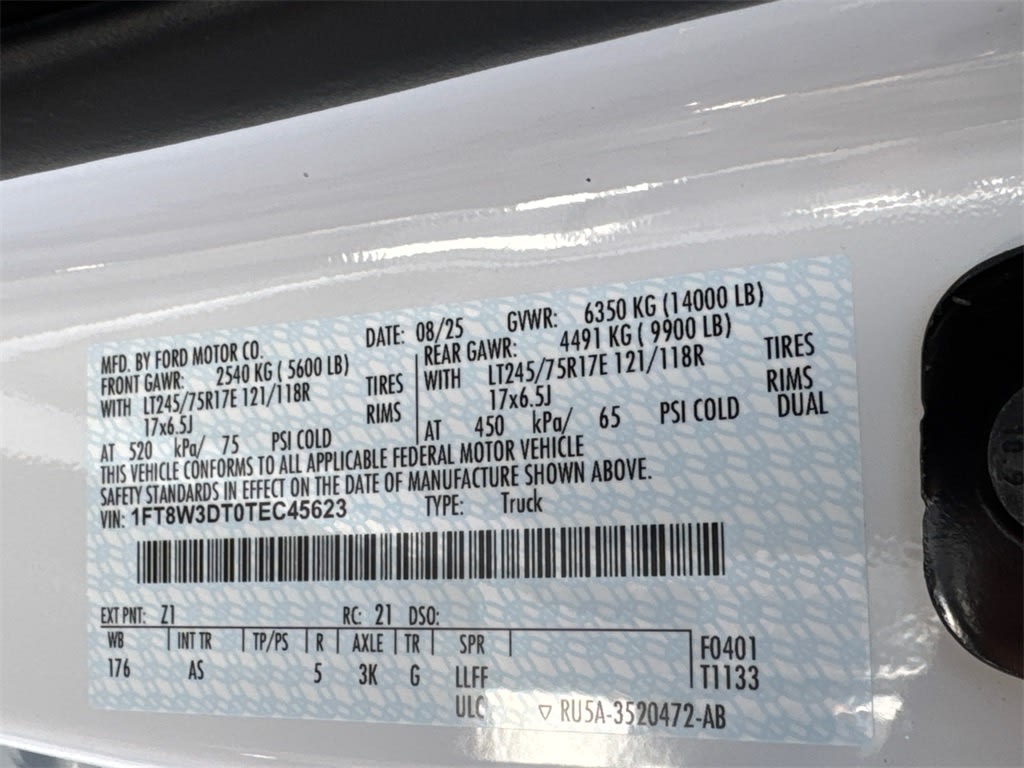 MFD. BY FORD MOTOR CO. DATE: 08/25 GVWR: 6350 KG (14000 LB)
FRONT GAWR: 2540 KG ( 5600 LB) REAR GAWR: 4491 KG ( 9900 LB)
WITH LT245/75R17E 121/118R TIRES WITH LT245/75R17E 121/118R TIRES
17x6.5J RIMS 17x6.5J RIMS
AT 520 kPa/ 75 PSI COLD AT 450 kPa/ 65 PSI COLD DUAL
THIS VEHICLE CONFORMS TO ALL APPLICABLE FEDERAL MOTOR VEHICLE
SAFETY STANDARDS IN EFFECT ON THE DATE OF MANUFACTURE SHOWN ABOVE.
VIN: 1FT8W3DT0TEC45623 TYPE: Truck
EXT PNT: Z1 RC: 21 DSO:
WB INT TR TP/PS R AXLE TR SPR F0401
176 AS 5 3K G LLFF T1133
ULC RU5A-3520472-AB